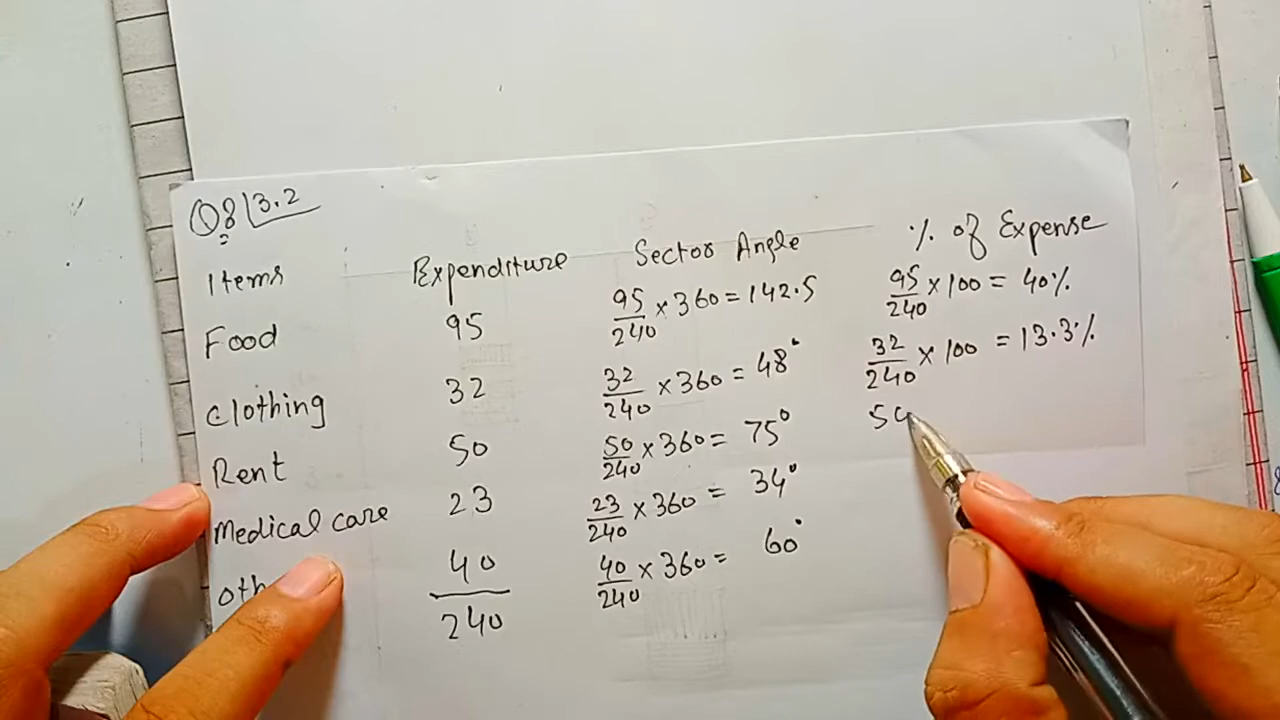 Q8|3.2
Items Expenditure Sector Angle % of Expense
Food 95 95/240 × 360 = 142.5 95/240 × 100 = 40%
Clothing 32 32/240 × 360 = 48° 32/240 × 100 = 13.3%
Rent 50 50/240 × 360 = 75° 50
Medical care 23 23/240 × 360 = 34°
oth 40 40/240 × 360 = 60°
240